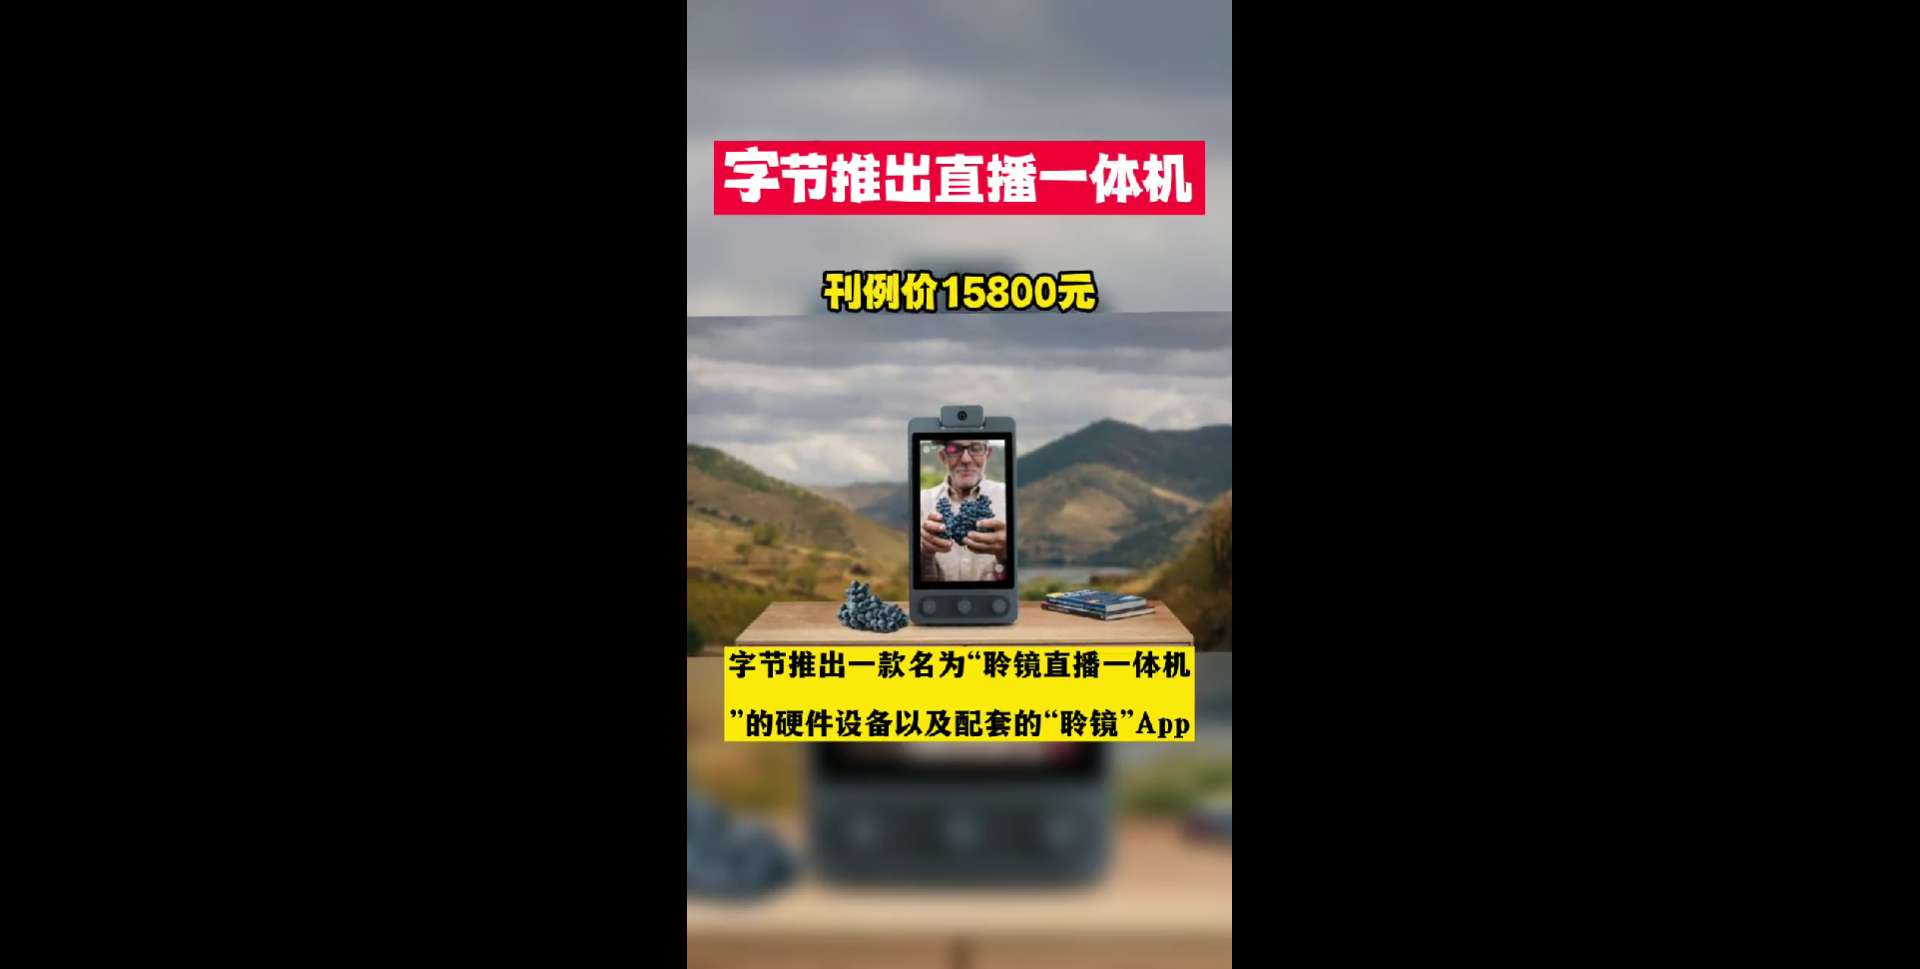 字节推出直播一体机
刊例价15800元
字节推出一款名为“聆镜直播一体机
”的硬件设备以及配套的“聆镜”App